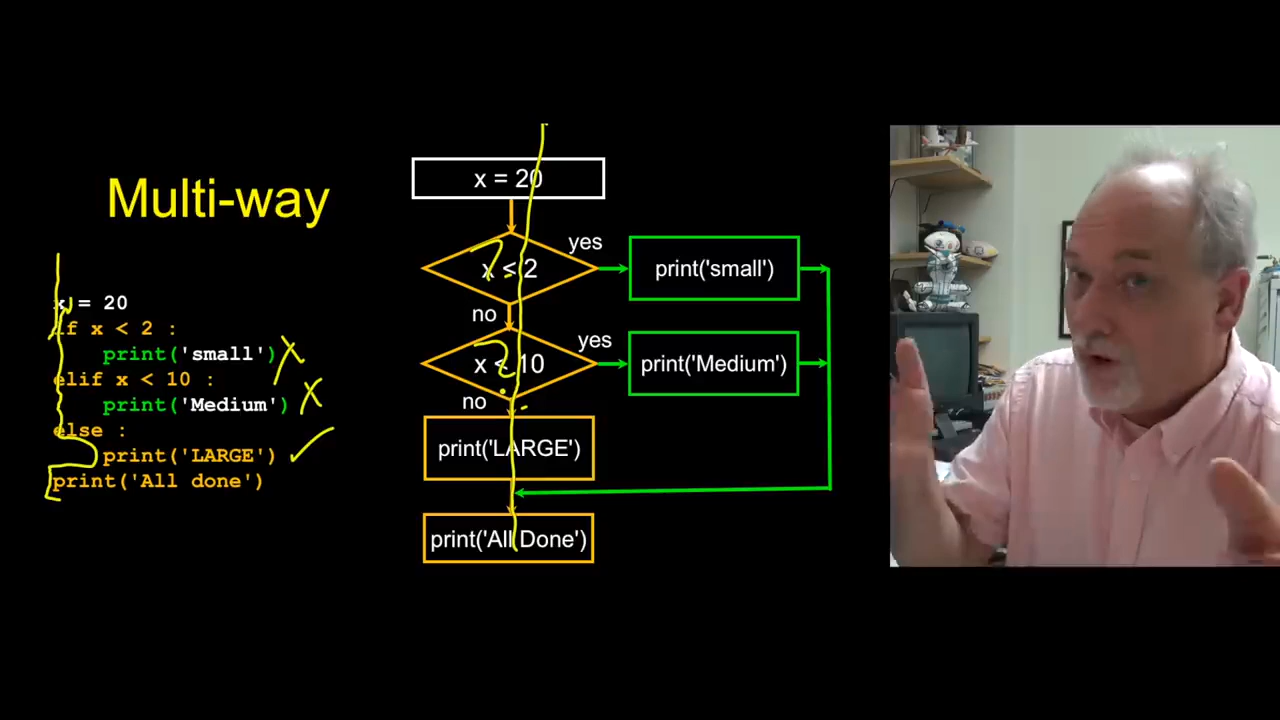 Multi-way
x = 20
if x < 2 :
print('small')
elif x < 10 :
print('Medium')
else :
print('LARGE')
print('All done')
x = 20
x < 2
yes
print('small')
no
x < 10
yes
print('Medium')
no
print('LARGE')
print('All Done')